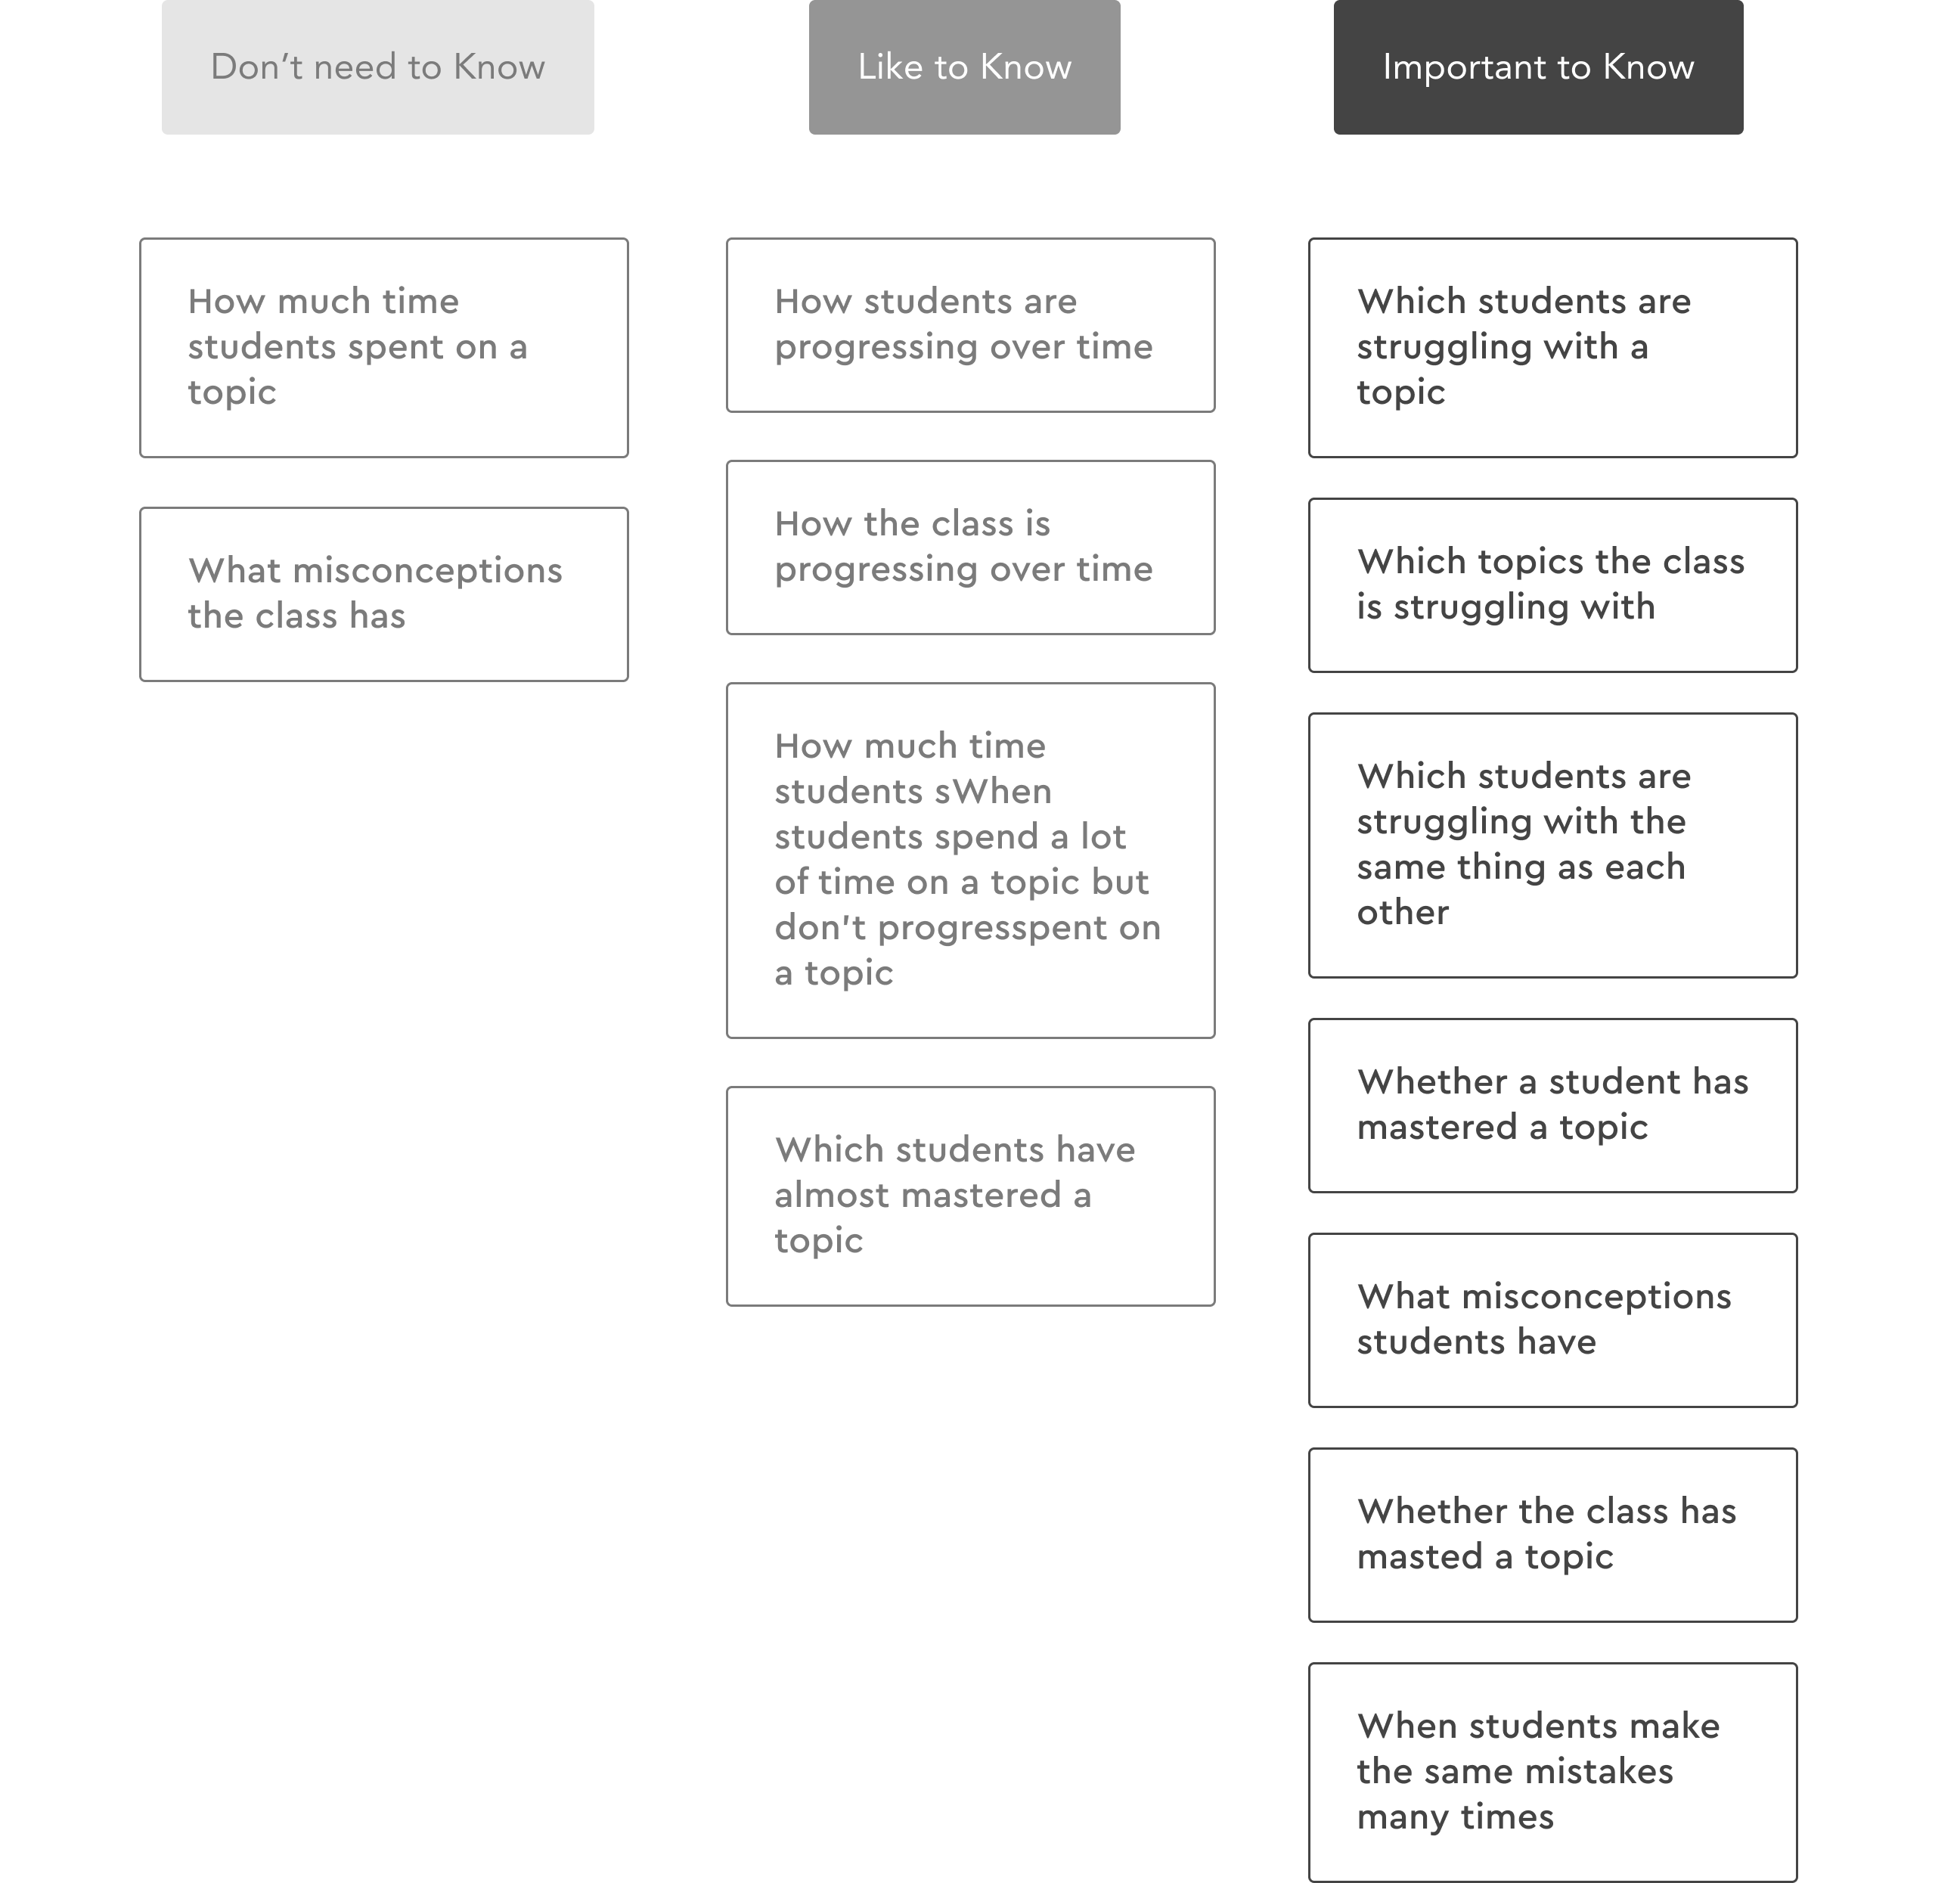 Don't need to Know
Like to Know
Important to Know
How much time
students spent on a
topic
What misconceptions
the class has
How students are
progressing over time
How the class is
progressing over time
How much time
students sWhen
students spend a lot
of time on a topic but
don't progresspent on
a topic
Which students have
almost mastered a
topic
Which students are
struggling with a
topic
Which topics the class
is struggling with
Which students are
struggling with the
same thing as each
other
Whether a student has
mastered a topic
What misconceptions
students have
Whether the class has
masted a topic
When students make
the same mistakes
many times